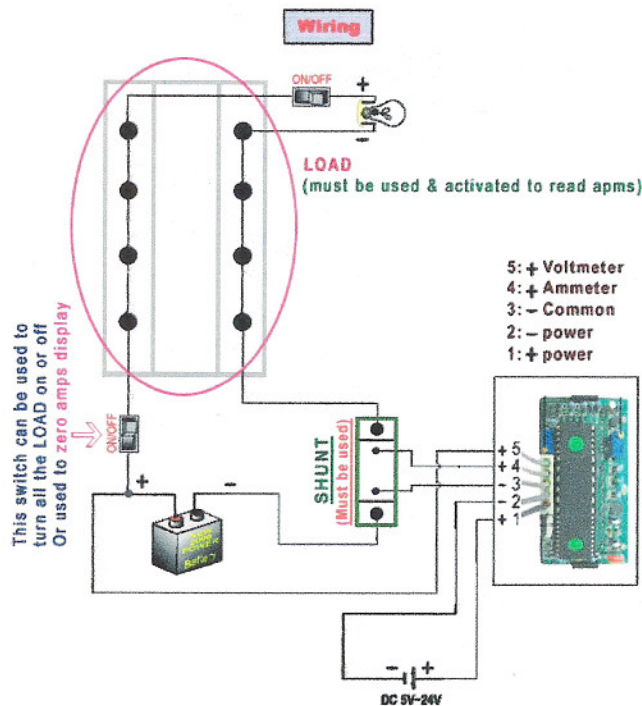 Wiring
ON/OFF
+
-
LOAD
(must be used & activated to read apms)
5: + Voltmeter
4: + Ammeter
3: - Common
2: - power
1: + power
This switch can be used to
turn all the LOAD on or off
Or used to zero amps display
ON/OFF
+
-
SHUNT
(Must be used)
+ 5
+ 4
- 3
- 2
+ 1
Battery
- +
DC 5V~24V